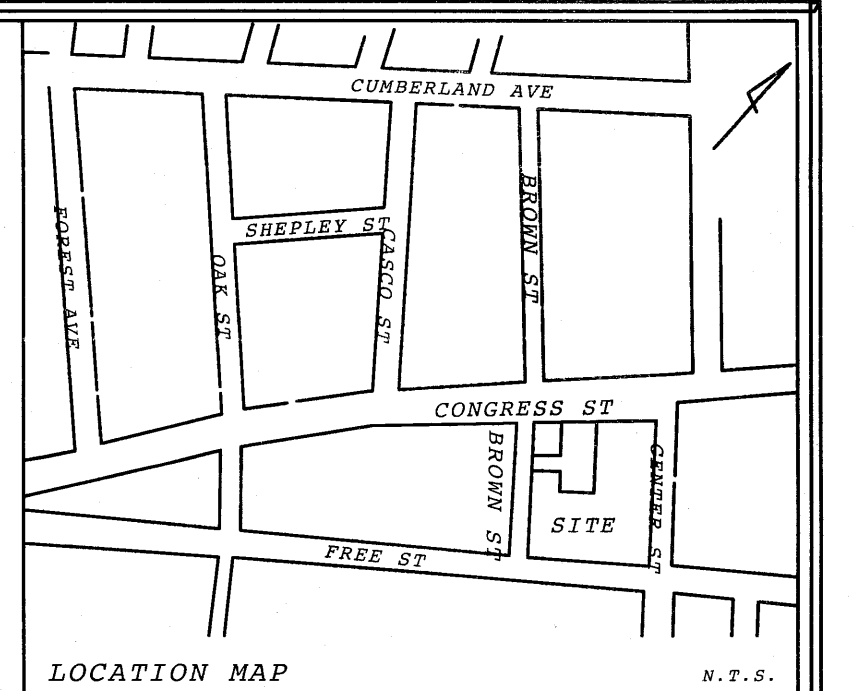 CUMBERLAND AVE
BROWN ST
FOREST AVE
SHEPLEY ST
CASCO ST
OAK ST
CONGRESS ST
BROWN ST
CENTER ST
SITE
FREE ST
LOCATION MAP
N.T.S.